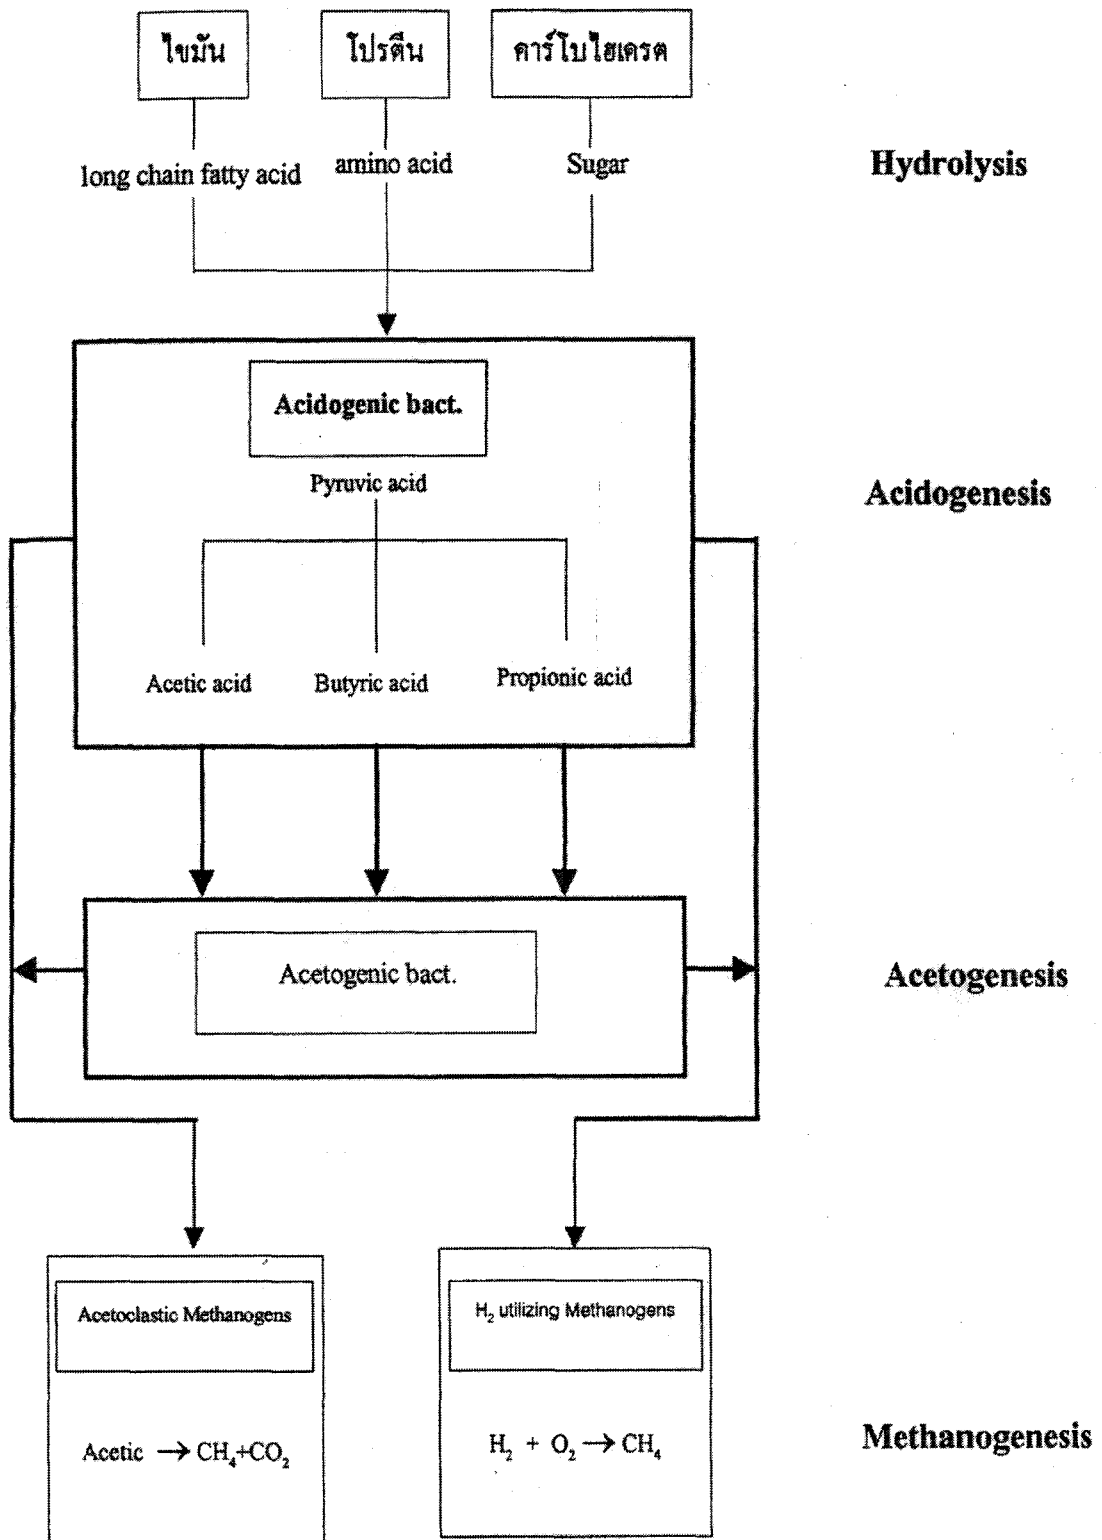 ไขมัน โปรตีน คาร์โบไฮเดรต
long chain fatty acid amino acid Sugar
Hydrolysis
Acidogenic bact.
Pyruvic acid
Acidogenesis
Acetic acid Butyric acid Propionic acid
Acetogenic bact.
Acetogenesis
Acetoclastic Methanogens
H₂ utilizing Methanogens
Acetic → CH₄+CO₂
H₂ + O₂ → CH₄
Methanogenesis